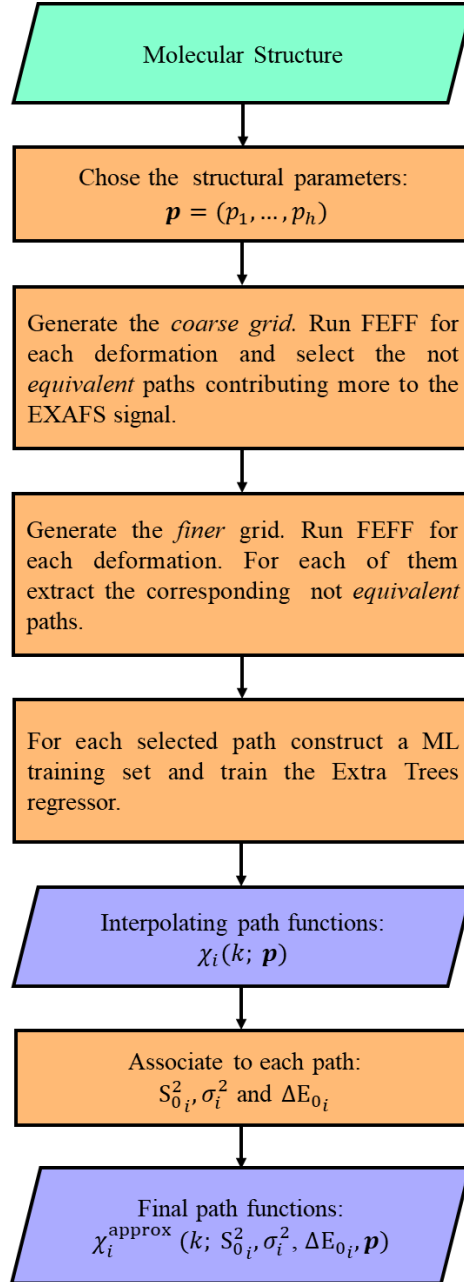 Molecular Structure
Chose the structural parameters:
𝒑 = (𝑝₁, … , 𝑝ₕ)
Generate the coarse grid. Run FEFF for
each deformation and select the not
equivalent paths contributing more to the
EXAFS signal.
Generate the finer grid. Run FEFF for
each deformation. For each of them
extract the corresponding not equivalent
paths.
For each selected path construct a ML
training set and train the Extra Trees
regressor.
Interpolating path functions:
χᵢ(k; 𝒑)
Associate to each path:
S₀²ᵢ, σᵢ² and ΔE₀ᵢ
Final path functions:
χᵢᵃᵖᵖʳᵒˣ (k; S₀²ᵢ, σᵢ², ΔE₀ᵢ, 𝒑)